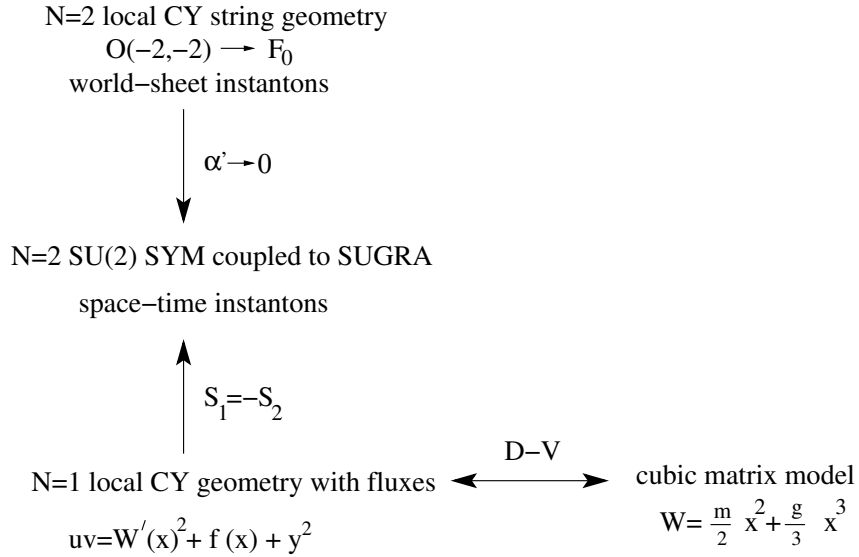 N=2 local CY string geometry
O(−2,−2) → F₀
world−sheet instantons
α'→0
N=2 SU(2) SYM coupled to SUGRA
space−time instantons
S₁=−S₂
D−V
N=1 local CY geometry with fluxes
cubic matrix model
uv=W′(x)²+ f (x) + y²
W= m/2 x²+ g/3 x³